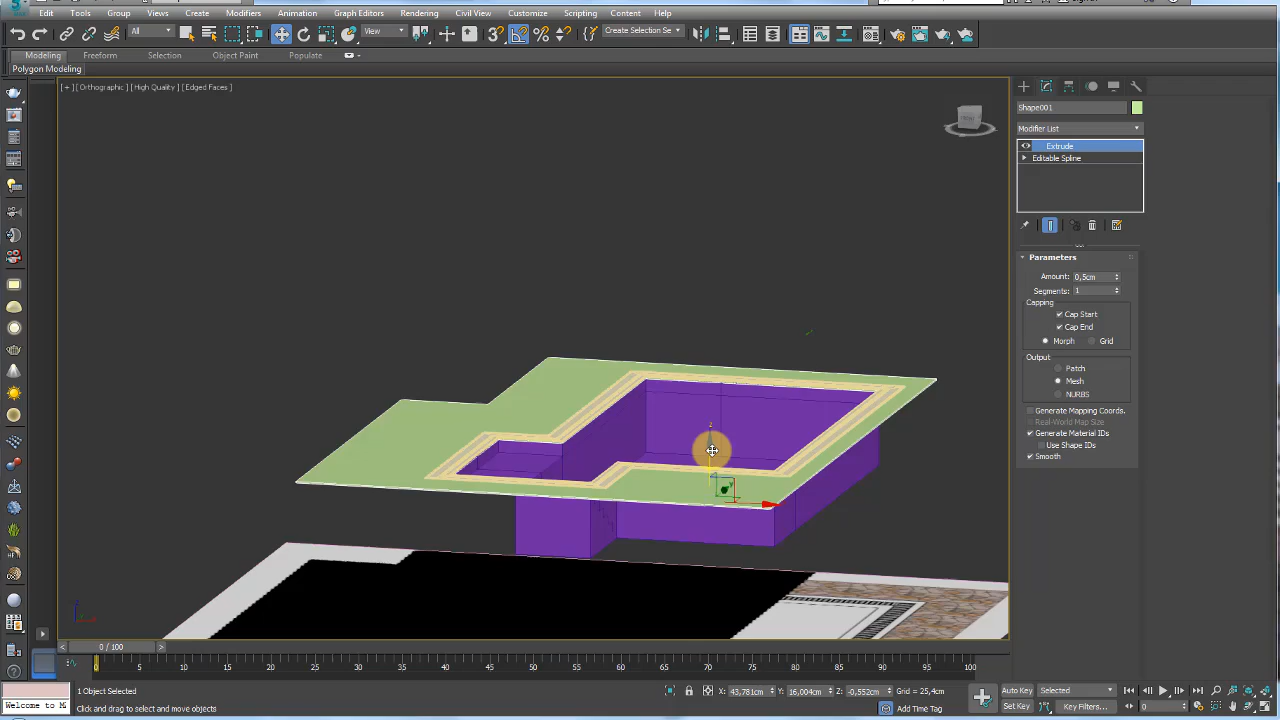 Edit Tools Group Views Create Modifiers Animation Graph Editors Rendering Civil View Customize Scripting Content Help
All View Create Selection Se
Modeling Freeform Selection Object Paint Populate
Polygon Modeling
[+] [Orthographic] [High Quality] [Edged Faces]
Shape001
Modifier List
Extrude
Editable Spline
Parameters
Amount: 0,5cm
Segments: 1
Capping
Cap Start
Cap End
Morph Grid
Output
Patch
Mesh
NURBS
Generate Mapping Coords.
Real-World Map Size
Generate Material IDs
Use Shape IDs
Smooth
0 / 100
0 5 10 15 20 25 30 35 40 45 50 55 60 65 70 75 80 85 90 95 100
1 Object Selected X: 43,781cm Y: 16,004cm Z: -0,552cm Grid = 25,4cm Auto Key Selected
Welcome to M Click and drag to select and move objects Add Time Tag Set Key Key Filters... 0